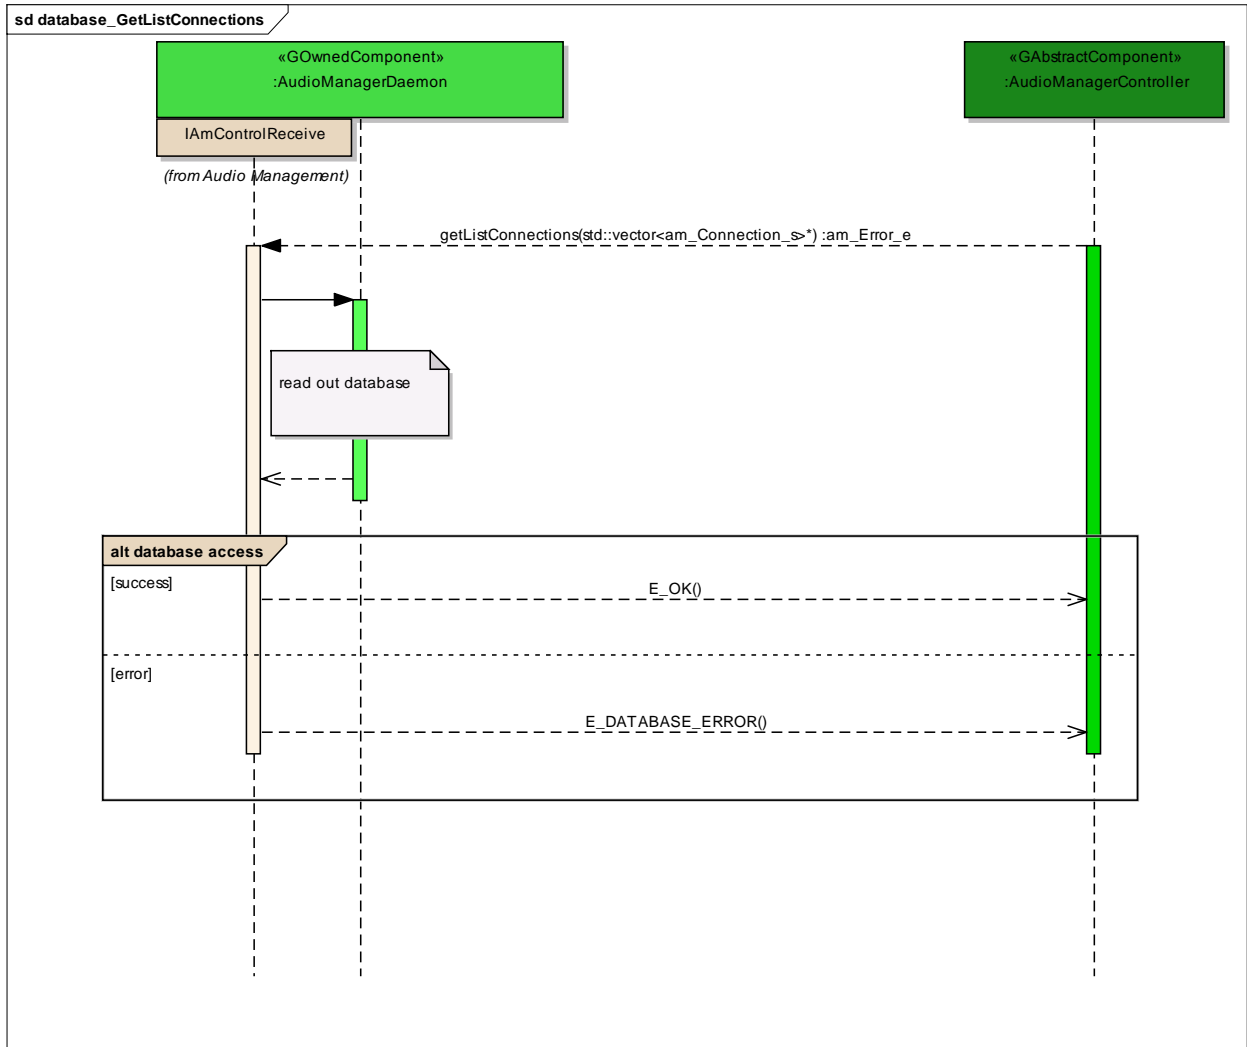 sd database_GetListConnections
«GOwnedComponent»
:AudioManagerDaemon
«GAbstractComponent»
:AudioManagerController
IAmControlReceive
(from Audio Management)
getListConnections(std::vector<am_Connection_s>*) :am_Error_e
read out database
alt database access
[success]
E_OK()
[error]
E_DATABASE_ERROR()